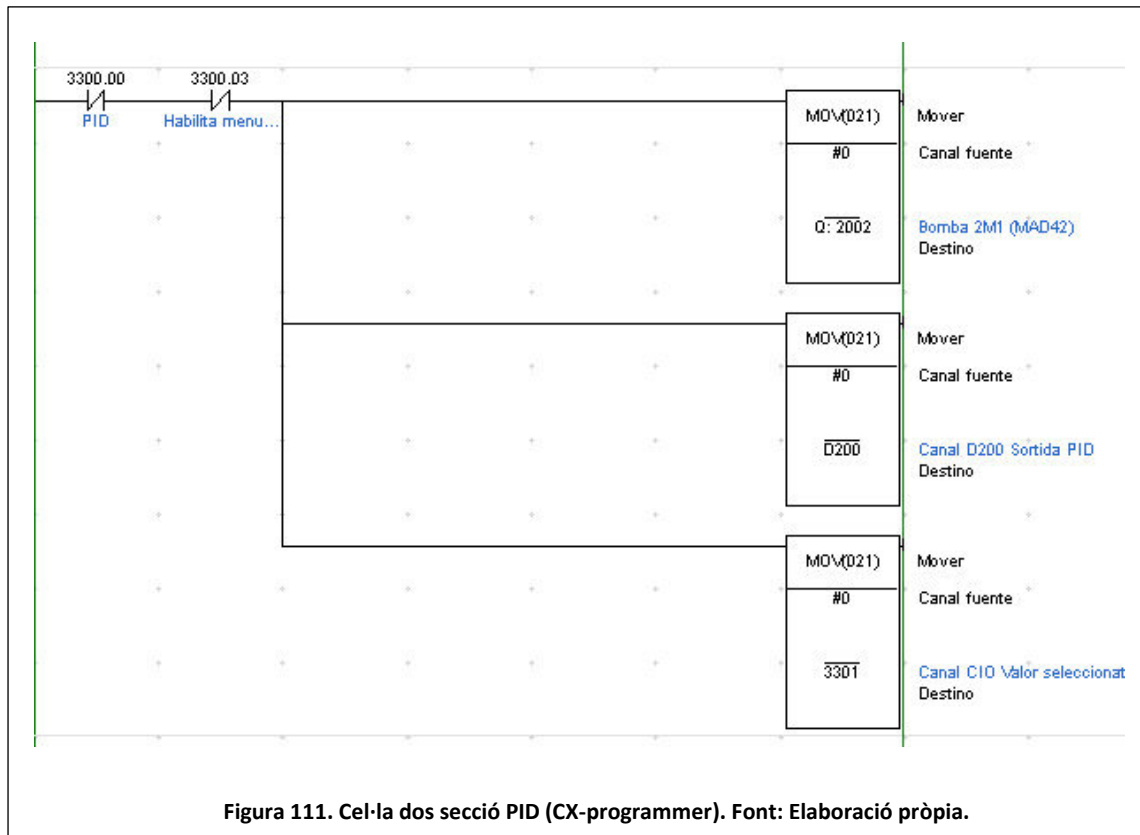 3300.00 3300.03
PID Habilita menu...
MOV(021) Mover
#0 Canal fuente
Q: 2002 Bomba 2M1 (MAD42)
Destino
MOV(021) Mover
#0 Canal fuente
D200 Canal D200 Sortida PID
Destino
MOV(021) Mover
#0 Canal fuente
3301 Canal CIO Valor seleccionat
Destino
Figura 111. Cel·la dos secció PID (CX-programmer). Font: Elaboració pròpia.